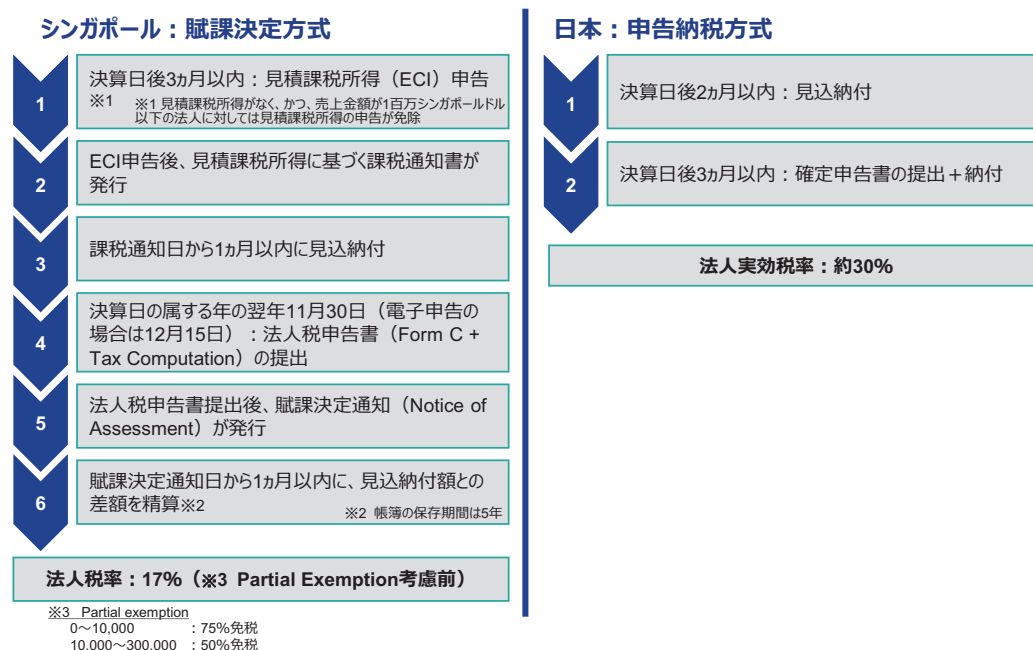 シンガポール：賦課決定方式
1
決算日後3ヵ月以内：見積課税所得（ECI）申告
※1 ※1 見積課税所得がなく、かつ、売上金額が1百万シンガポールドル
以下の法人に対しては見積課税所得の申告が免除
2
ECI申告後、見積課税所得に基づく課税通知書が
発行
3
課税通知日から1ヵ月以内に見込納付
4
決算日の属する年の翌年11月30日（電子申告の
場合は12月15日）：法人税申告書（Form C +
Tax Computation）の提出
5
法人税申告書提出後、賦課決定通知（Notice of
Assessment）が発行
6
賦課決定通知日から1ヵ月以内に、見込納付額との
差額を精算※2
※2 帳簿の保存期間は5年
法人税率：17%（※3 Partial Exemption考慮前）
※3 Partial exemption
0～10,000 ：75%免税
10,000～300,000 ：50%免税
日本：申告納税方式
1
決算日後2ヵ月以内：見込納付
2
決算日後3ヵ月以内：確定申告書の提出＋納付
法人実効税率：約30%